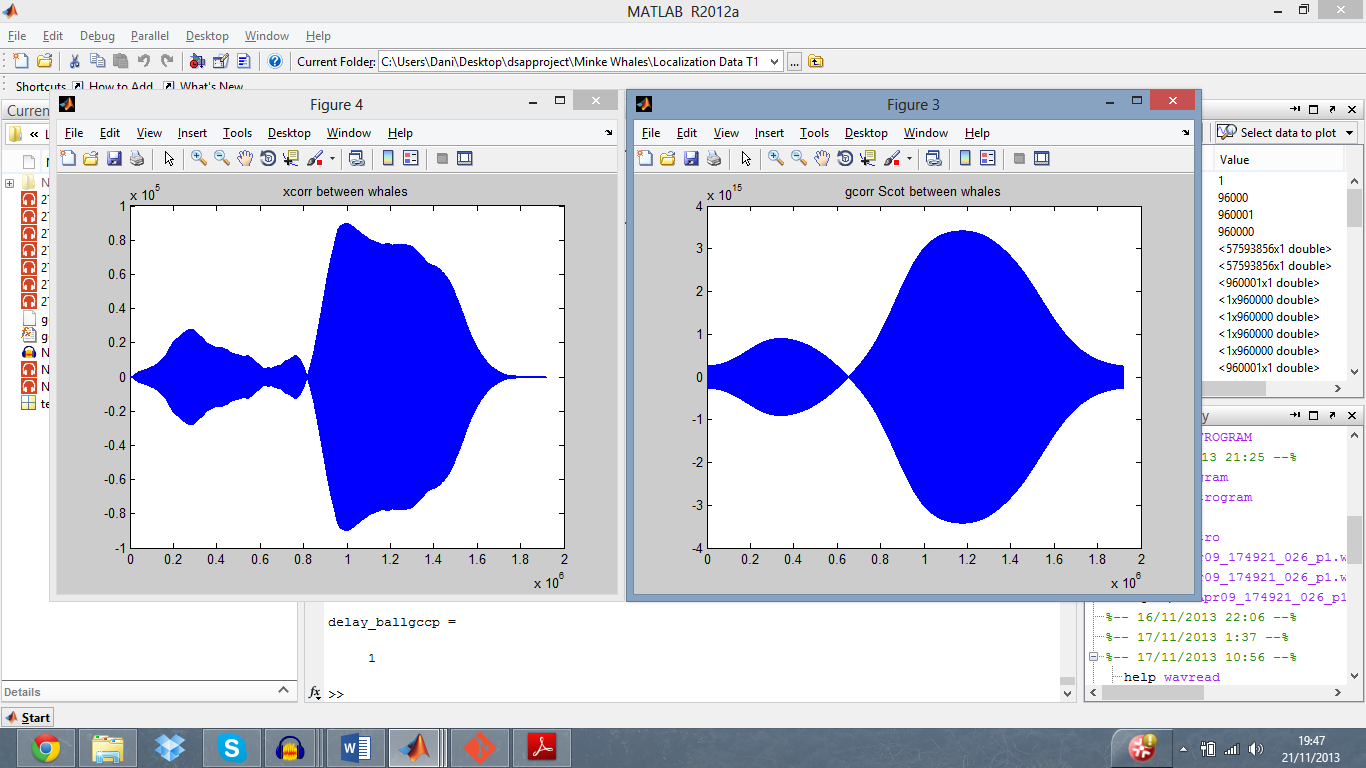 MATLAB R2012a
File Edit Debug Parallel Desktop Window Help
Current Folder: C:\Users\Dani\Desktop\dsapproject\Minke Whales\Localization Data T1
Shortcuts How to Add What's New
Curren
Figure 4
File Edit View Insert Tools Desktop Window Help
xcorr between whales
x 10^5
1
0.8
0.6
0.4
0.2
0
-0.2
-0.4
-0.6
-0.8
-1
0 0.2 0.4 0.6 0.8 1 1.2 1.4 1.6 1.8 2
x 10^6
Figure 3
File Edit View Insert Tools Desktop Window Help
gcorr Scot between whales
x 10^15
4
3
2
1
0
-1
-2
-3
-4
0 0.2 0.4 0.6 0.8 1 1.2 1.4 1.6 1.8 2
x 10^6
Select data to plot
Value
1
96000
960001
960000
<57593856x1 double>
<57593856x1 double>
<960001x1 double>
<1x960000 double>
<1x960000 double>
<1x960000 double>
<1x960000 double>
<960001x1 double>
« L
N
27
27
27
27
27
27
27
g
g
N
N
N
te
Details
delay_ballgccp =
1
fx >>
y
ROGRAM
13 21:25 --%
gram
rogram
ro
r09_174921_026_p1.w
r09_174921_026_p1.w
pr09_174921_026_p1
%-- 16/11/2013 22:06 --%
%-- 17/11/2013 1:37 --%
%-- 17/11/2013 10:56 --%
help wavread
Start
19:47
21/11/2013